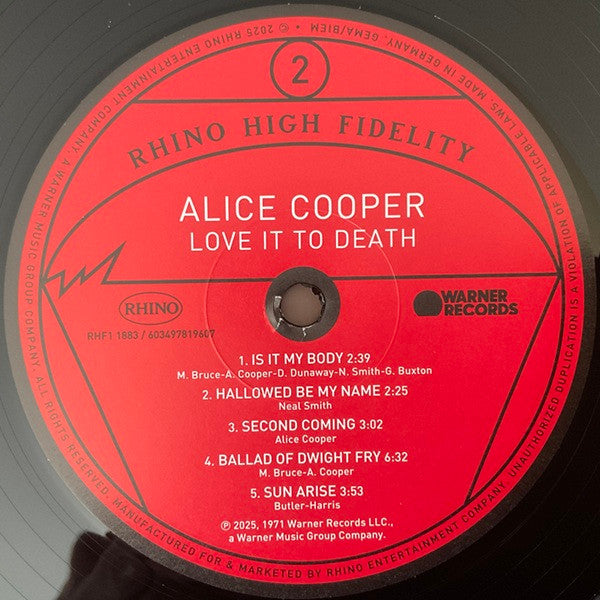 2
RHINO HIGH FIDELITY
ALICE COOPER
LOVE IT TO DEATH
RHINO
WARNER
RECORDS
RHF1 1883 / 603497819607
1. IS IT MY BODY 2:39
M. Bruce-A. Cooper-D. Dunaway-N. Smith-G. Buxton
2. HALLOWED BE MY NAME 2:25
Neal Smith
3. SECOND COMING 3:02
Alice Cooper
4. BALLAD OF DWIGHT FRY 6:32
M. Bruce-A. Cooper
5. SUN ARISE 3:53
Butler-Harris
℗ 2025, 1971 Warner Records LLC.,
a Warner Music Group Company.
MANUFACTURED FOR & MARKETED BY RHINO ENTERTAINMENT COMPANY. UNAUTHORIZED DUPLICATION IS A VIOLATION OF APPLICABLE LAWS. MADE IN GERMANY. GEMA/BIEM ℗ © 2025 RHINO ENTERTAINMENT COMPANY. A WARNER MUSIC GROUP COMPANY. ALL RIGHTS RESERVED.